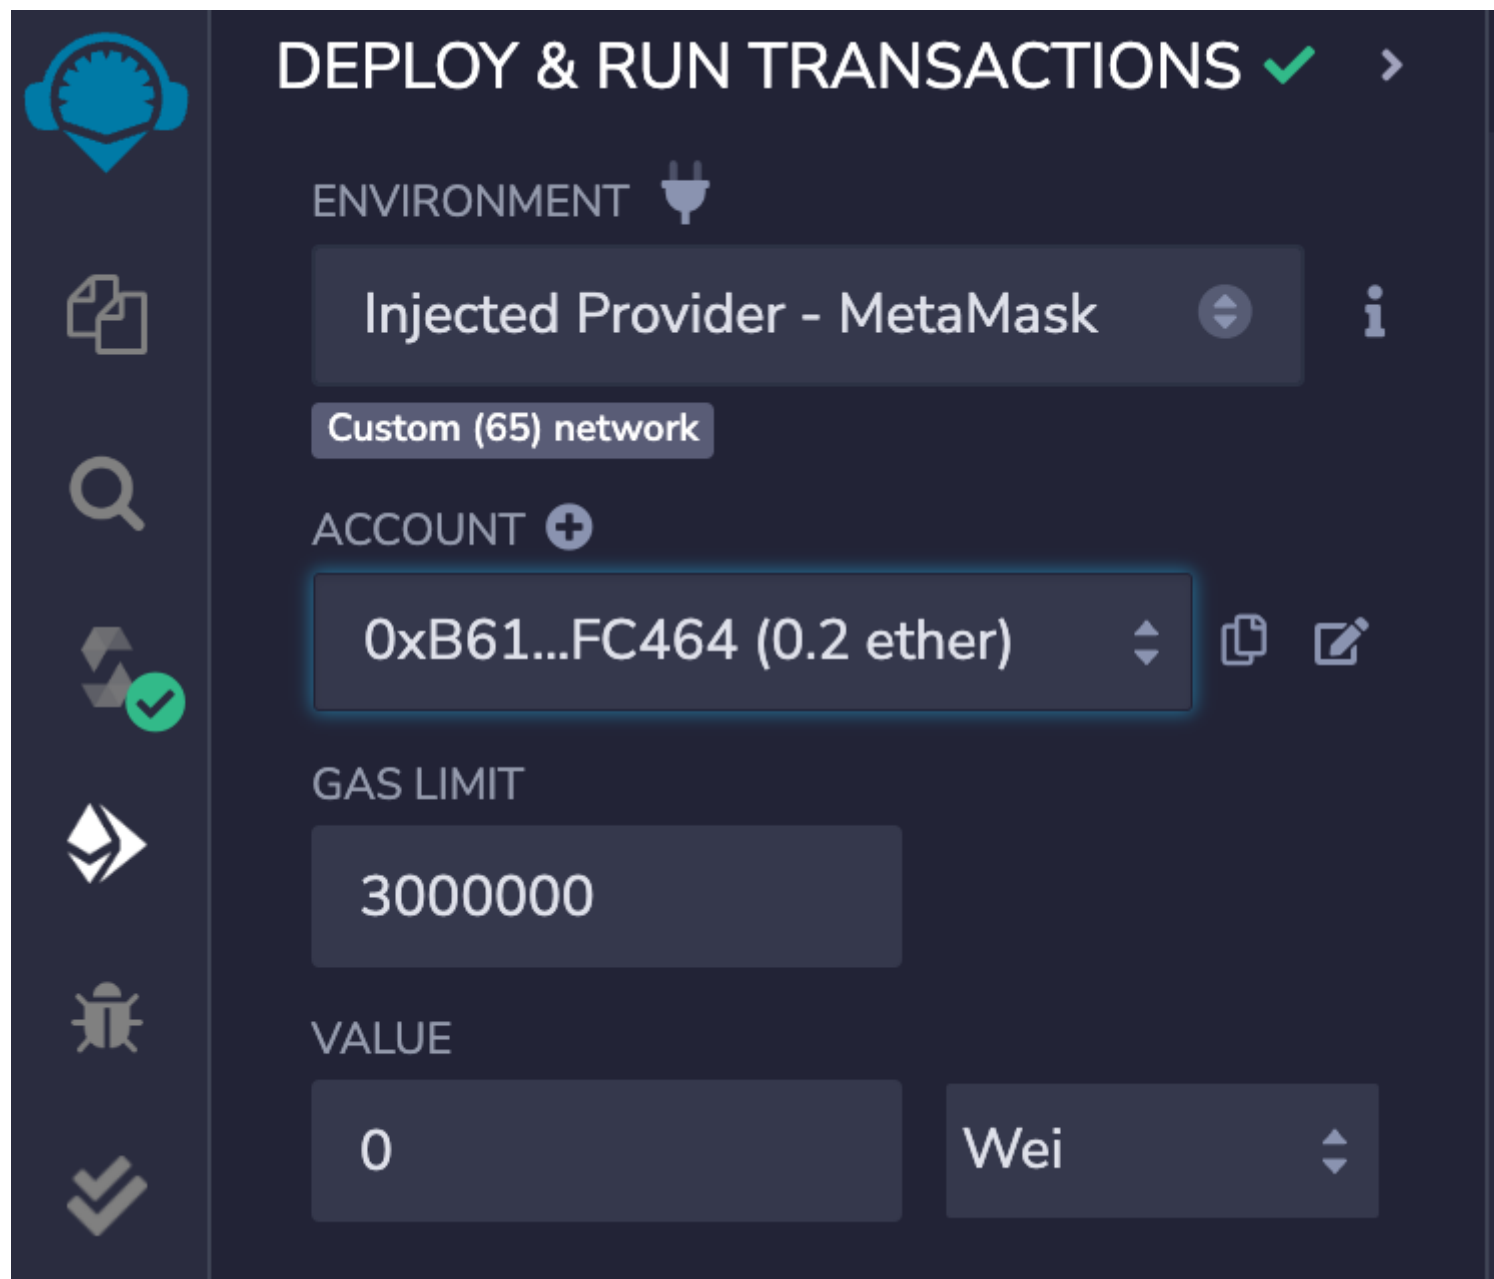 DEPLOY & RUN TRANSACTIONS
ENVIRONMENT
Injected Provider - MetaMask
Custom (65) network
ACCOUNT
0xB61...FC464 (0.2 ether)
GAS LIMIT
3000000
VALUE
0 Wei